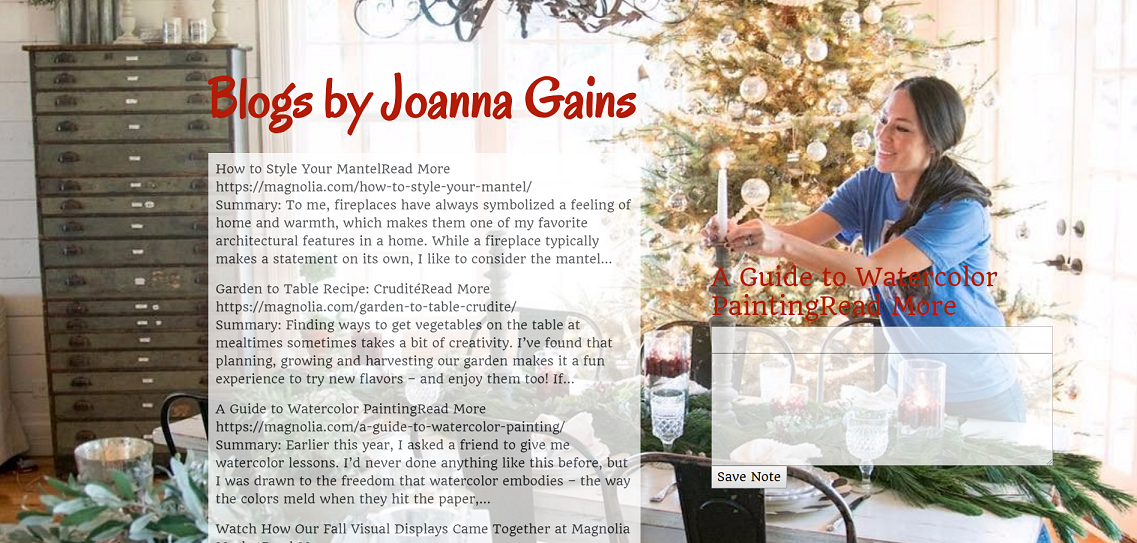 Blogs by Joanna Gains
How to Style Your MantelRead More
https://magnolia.com/how-to-style-your-mantel/
Summary: To me, fireplaces have always symbolized a feeling of
home and warmth, which makes them one of my favorite
architectural features in a home. While a fireplace typically
makes a statement on its own, I like to consider the mantel...
Garden to Table Recipe: CruditéRead More
https://magnolia.com/garden-to-table-crudite/
Summary: Finding ways to get vegetables on the table at
mealtimes sometimes takes a bit of creativity. I’ve found that
planning, growing and harvesting our garden makes it a fun
experience to try new flavors – and enjoy them too! If...
A Guide to Watercolor PaintingRead More
https://magnolia.com/a-guide-to-watercolor-painting/
Summary: Earlier this year, I asked a friend to give me
watercolor lessons. I’d never done anything like this before, but
I was drawn to the freedom that watercolor embodies – the way
the colors meld when they hit the paper,...
Watch How Our Fall Visual Displays Came Together at Magnolia
A Guide to Watercolor
PaintingRead More
Save Note